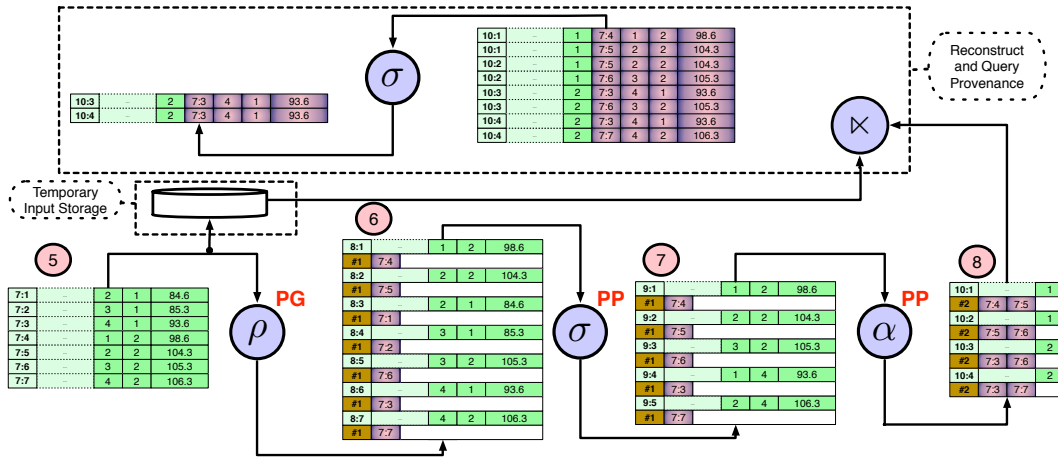 10:1 .. 1 7:4 1 2 98.6
10:1 .. 1 7:5 2 2 104.3
10:2 .. 1 7:5 2 2 104.3
10:2 .. 1 7:6 3 2 105.3
10:3 .. 2 7:3 4 1 93.6
10:3 .. 2 7:6 3 2 105.3
10:4 .. 2 7:3 4 1 93.6
10:4 .. 2 7:7 4 2 106.3
σ
10:3 .. 2 7:3 4 1 93.6
10:4 .. 2 7:3 4 1 93.6
Reconstruct
and Query
Provenance
⋉
Temporary
Input Storage
5
7:1 .. 2 1 84.6
7:2 .. 3 1 85.3
7:3 .. 4 1 93.6
7:4 .. 1 2 98.6
7:5 .. 2 2 104.3
7:6 .. 3 2 105.3
7:7 .. 4 2 106.3
PG
ρ
6
8:1 .. 1 2 98.6
#1 7:4
8:2 .. 2 2 104.3
#1 7:5
8:3 .. 2 1 84.6
#1 7:1
8:4 .. 3 1 85.3
#1 7:2
8:5 .. 3 2 105.3
#1 7:6
8:6 .. 4 1 93.6
#1 7:3
8:7 .. 4 2 106.3
#1 7:7
PP
σ
7
9:1 .. 1 2 98.6
#1 7:4
9:2 .. 2 2 104.3
#1 7:5
9:3 .. 3 2 105.3
#1 7:6
9:4 .. 1 4 93.6
#1 7:3
9:5 .. 2 4 106.3
#1 7:7
PP
α
8
10:1 .. 1
#2 7:4 7:5
10:2 .. 1
#2 7:5 7:6
10:3 .. 2
#2 7:3 7:6
10:4 .. 2
#2 7:3 7:7